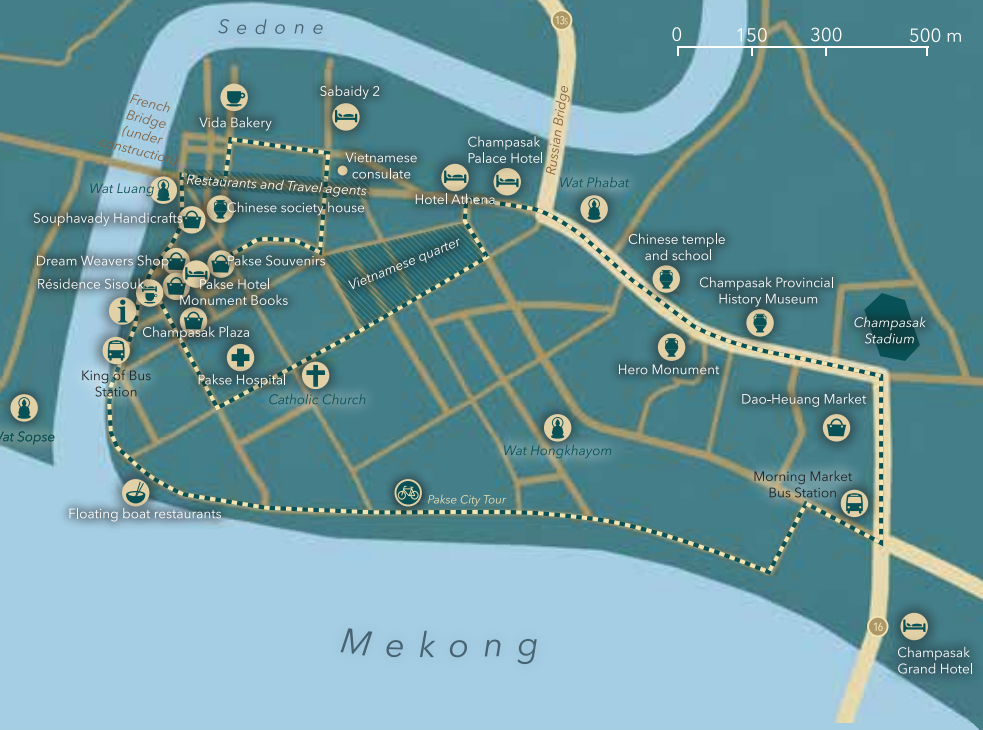 Sedone
13s
0 150 300 500 m
Sabaidy 2
French
Bridge
(under
Vida Bakery
Russian Bridge
Champasak
Palace Hotel
Vietnamese
consulate
Wat Luang
Restaurants and Travel agents
Wat Phabat
Hotel Athena
Souphavady Handicrafts
Chinese society house
Chinese temple
and school
Vietnamese quarter
Dream Weavers Shop
Pakse Souvenirs
Résidence Sisouk
Pakse Hotel
Monument Books
Champasak Provincial
History Museum
Champasak
Stadium
Champasak Plaza
King of Bus
Station
Pakse Hospital
Catholic Church
Hero Monument
Dao-Heuang Market
Wat Sopse
Wat Hongkhayom
Morning Market
Bus Station
Pakse City Tour
Floating boat restaurants
Mekong
16
Champasak
Grand Hotel